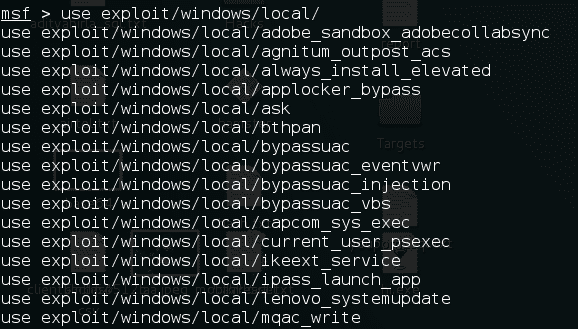 msf > use exploit/windows/local/
use exploit/windows/local/adobe_sandbox_adobecollabsync
use exploit/windows/local/agnitum_outpost_acs
use exploit/windows/local/always_install_elevated
use exploit/windows/local/applocker_bypass
use exploit/windows/local/ask
use exploit/windows/local/bthpan
use exploit/windows/local/bypassuac
use exploit/windows/local/bypassuac_eventvwr
use exploit/windows/local/bypassuac_injection
use exploit/windows/local/bypassuac_vbs
use exploit/windows/local/capcom_sys_exec
use exploit/windows/local/current_user_psexec
use exploit/windows/local/ikeext_service
use exploit/windows/local/ipass_launch_app
use exploit/windows/local/lenovo_systemupdate
use exploit/windows/local/mqac_write
Targets